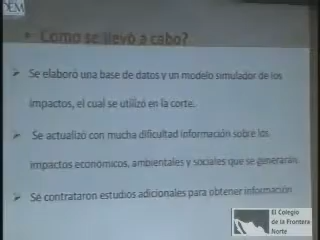 DEM
• Como se llevó a cabo?
➢ Se elaboró una base de datos y un modelo simulador de los
impactos, el cual se utilizó en la corte.
➢ Se actualizó con mucha dificultad información sobre los
impactos económicos, ambientales y sociales que se generarán.
➢ Se contrataron estudios adicionales para obtener información
El Colegio
de la Frontera
Norte